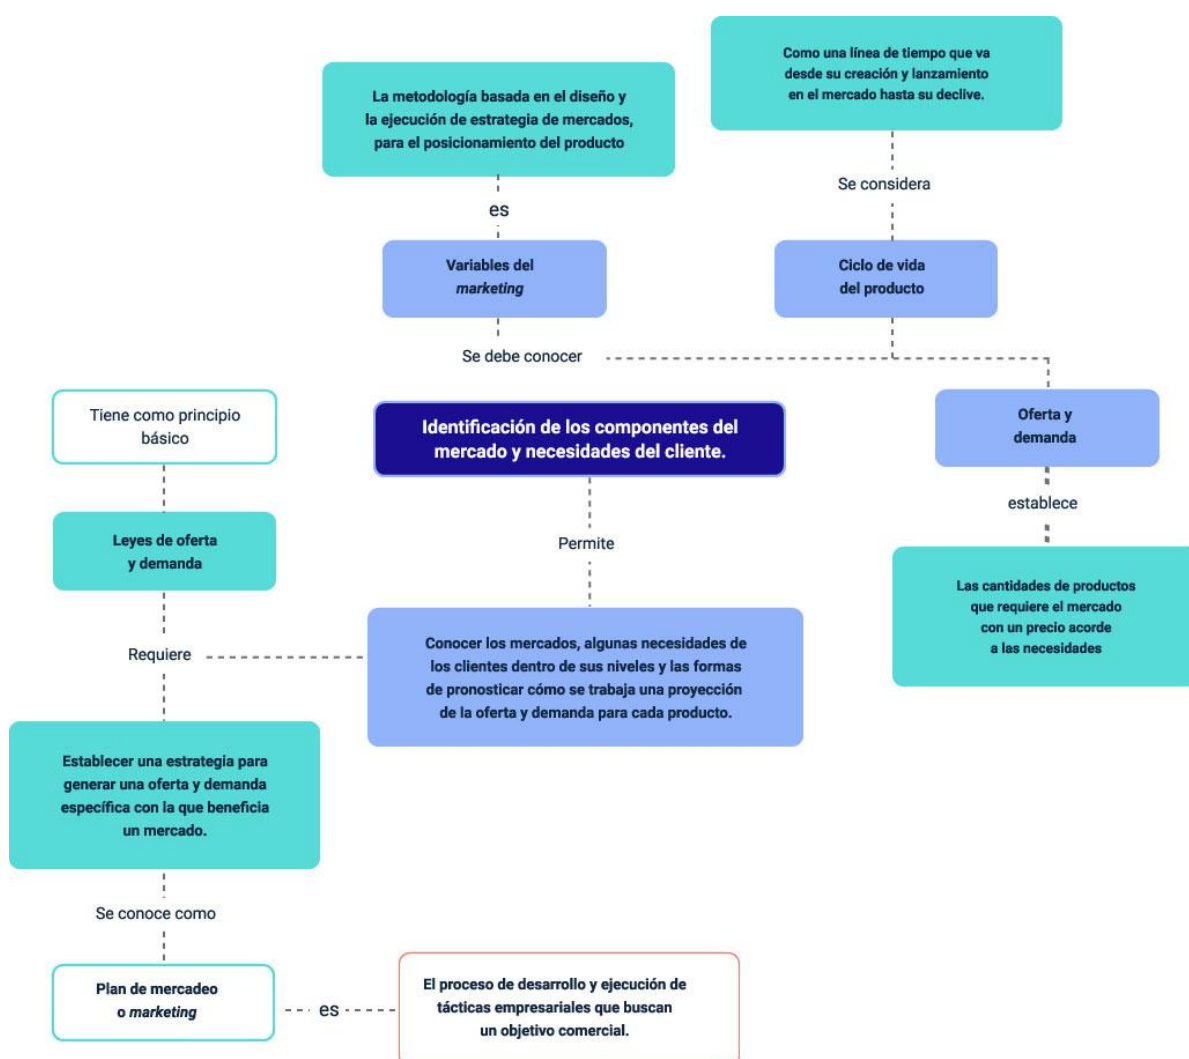 Como una línea de tiempo que va
desde su creación y lanzamiento
en el mercado hasta su declive.
La metodología basada en el diseño y
la ejecución de estrategia de mercados,
para el posicionamiento del producto
Se considera
es
Variables del
marketing
Ciclo de vida
del producto
Se debe conocer
Tiene como principio
básico
Identificación de los componentes del
mercado y necesidades del cliente.
Oferta y
demanda
establece
Leyes de oferta
y demanda
Permite
Las cantidades de productos
que requiere el mercado
con un precio acorde
a las necesidades
Requiere
Conocer los mercados, algunas necesidades de
los clientes dentro de sus niveles y las formas
de pronosticar cómo se trabaja una proyección
de la oferta y demanda para cada producto.
Establecer una estrategia para
generar una oferta y demanda
específica con la que beneficia
un mercado.
Se conoce como
Plan de mercadeo
o marketing
es
El proceso de desarrollo y ejecución de
tácticas empresariales que buscan
un objetivo comercial.